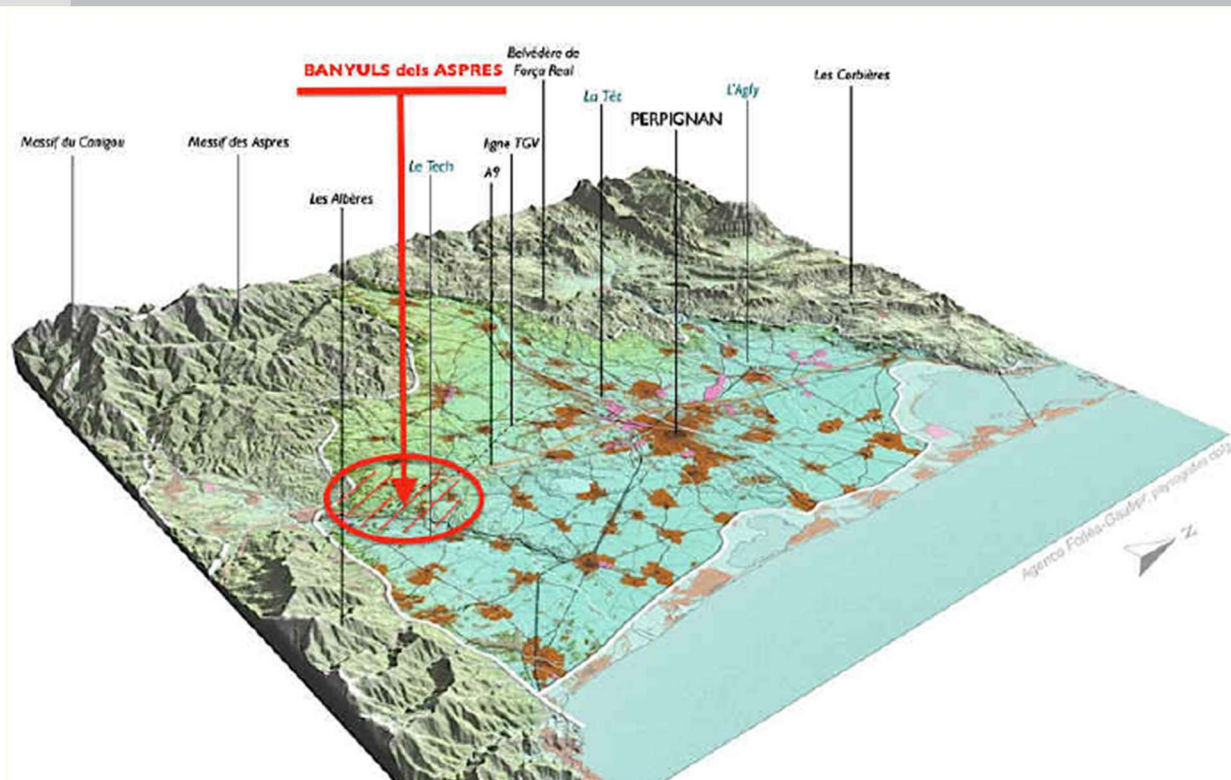 Belvédère de
Força Real
BANYULS dels ASPRES
Les Corbières
L'Agly
La Têt
PERPIGNAN
Massif du Canigou
Massif des Aspres
ligne TGV
Le Tech
A9
Les Albères
Agence Folléa-Gautier, paysagistes dplg
N